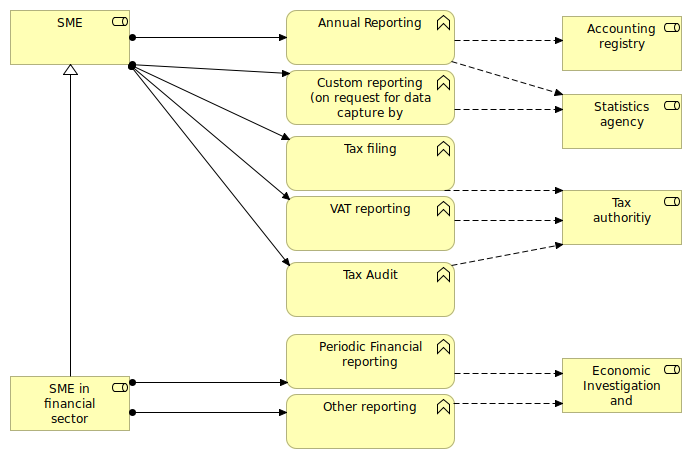 SME
Annual Reporting
Accounting
registry
Custom reporting
(on request for data
capture by
Statistics
agency
Tax filing
VAT reporting
Tax
authoritiy
Tax Audit
Periodic Financial
reporting
SME in
financial
sector
Other reporting
Economic
Investigation
and